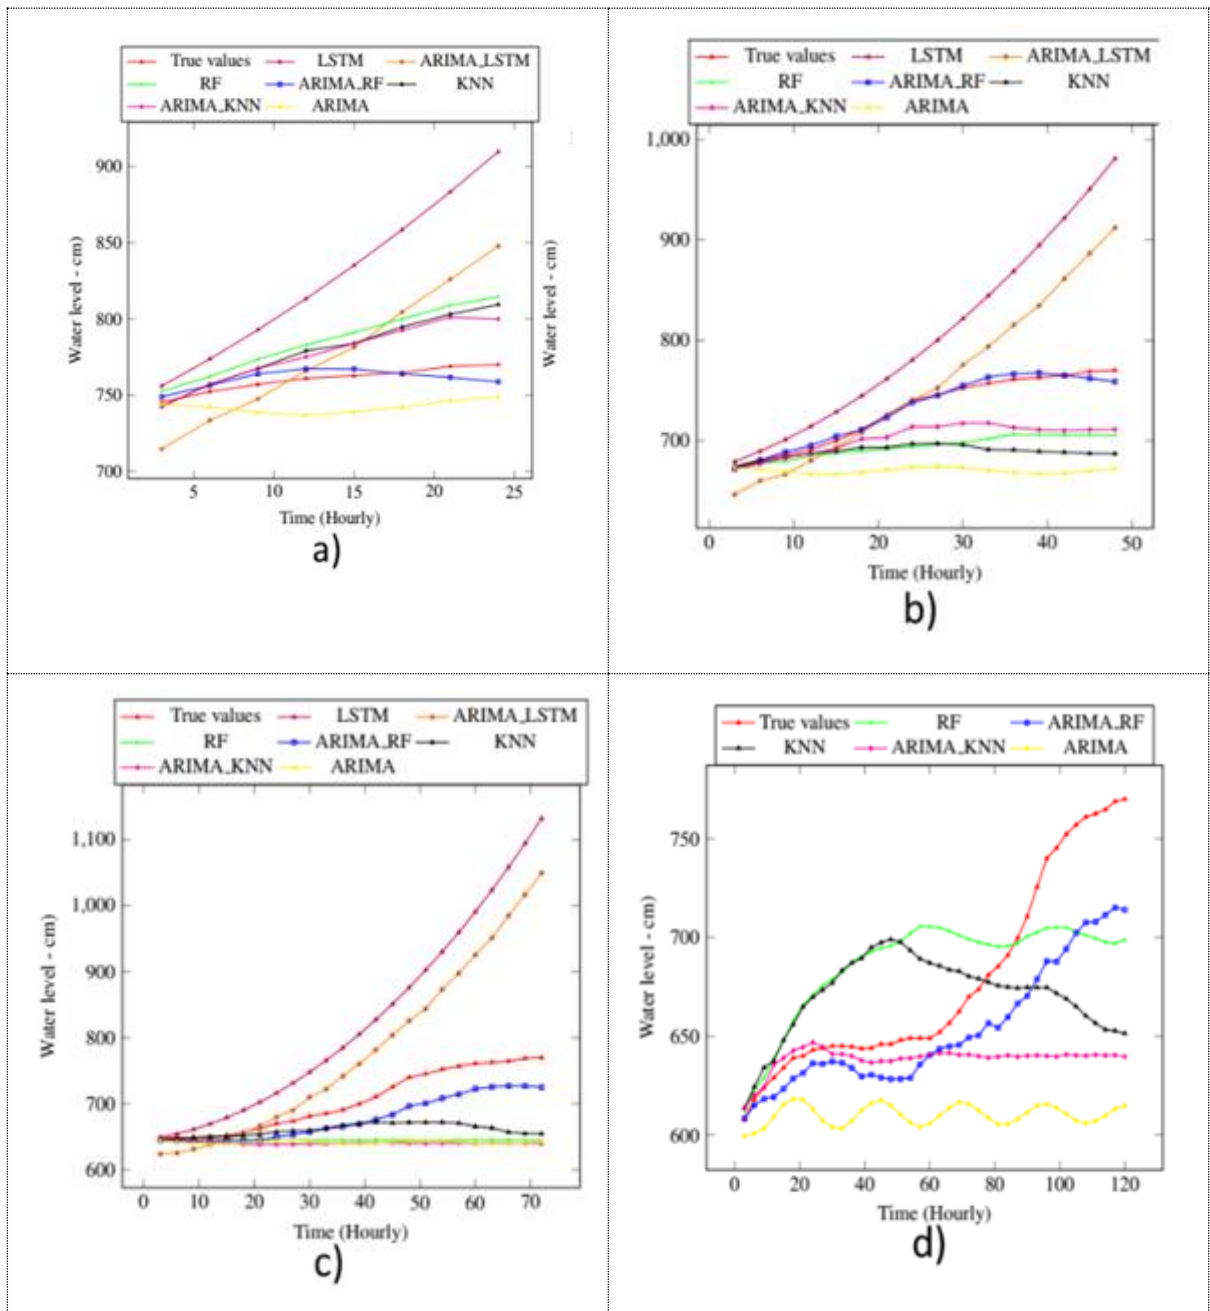 True values LSTM ARIMA_LSTM
RF ARIMA_RF KNN
ARIMA_KNN ARIMA
900
850
800
750
700
Water level - cm)
Water level - cm)
5 10 15 20 25
Time (Hourly)
a)
True values LSTM ARIMA_LSTM
RF ARIMA_RF KNN
ARIMA_KNN ARIMA
1,000
900
800
700
0 10 20 30 40 50
Time (Hourly)
b)
True values LSTM ARIMA_LSTM
RF ARIMA_RF KNN
ARIMA_KNN ARIMA
1,100
1,000
900
800
700
600
Water level - cm)
0 10 20 30 40 50 60 70
Time (Hourly)
c)
True values RF ARIMA_RF
KNN ARIMA_KNN ARIMA
750
700
650
600
Water level - cm)
0 20 40 60 80 100 120
Time (Hourly)
d)